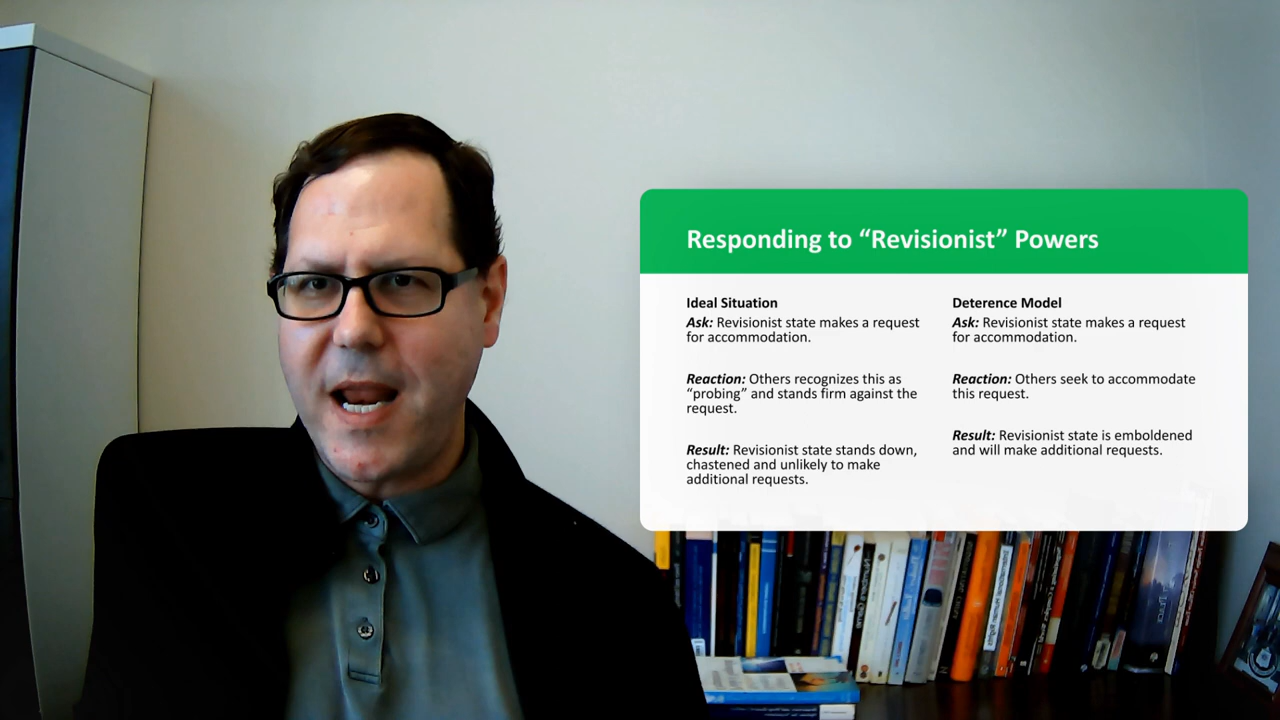 Responding to “Revisionist” Powers
Ideal Situation
Ask: Revisionist state makes a request
for accommodation.
Reaction: Others recognizes this as
“probing” and stands firm against the
request.
Result: Revisionist state stands down,
chastened and unlikely to make
additional requests.
Deterence Model
Ask: Revisionist state makes a request
for accommodation.
Reaction: Others seek to accommodate
this request.
Result: Revisionist state is emboldened
and will make additional requests.